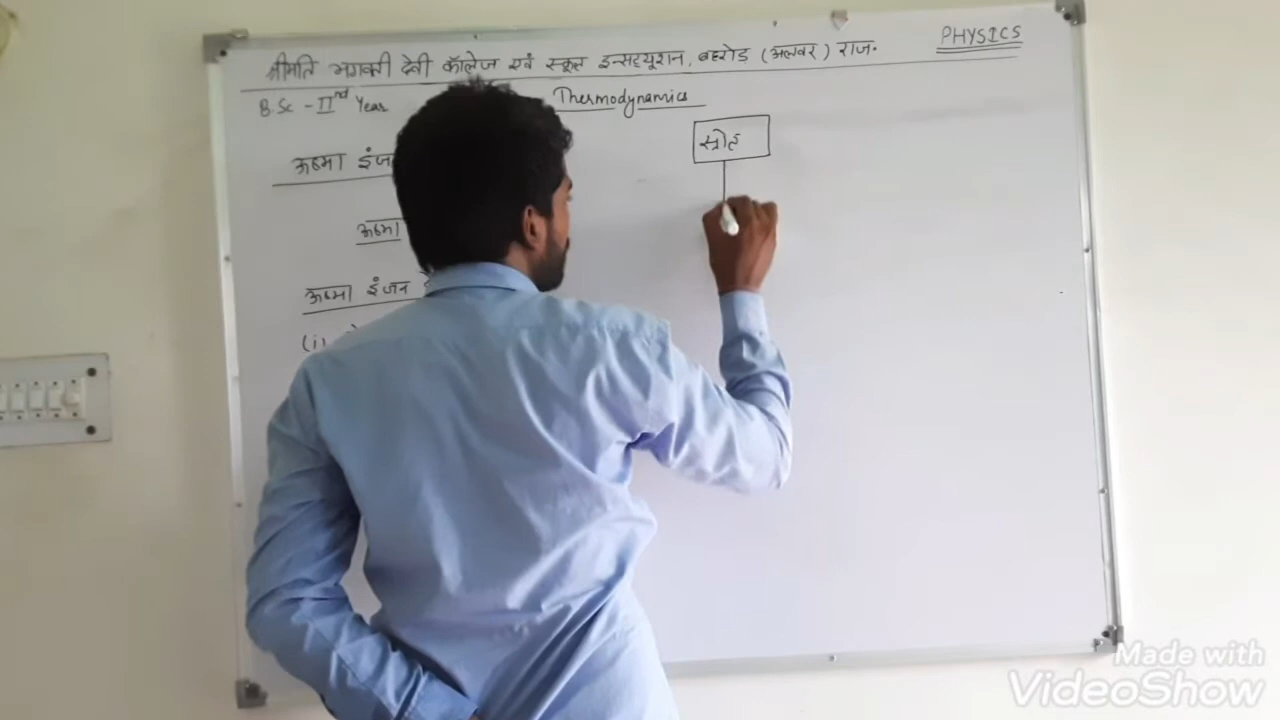 श्रीमति भगवती देवी कॉलेज एवं स्कूल इन्सट्यूशन, बहरोड़ (अलवर) राज.
PHYSICS
B.Sc - IInd Year
Thermodynamics
स्रोत
ऊष्मा इंज
ऊष्मा
ऊष्मा इंजन
(i)
Made with
VideoShow